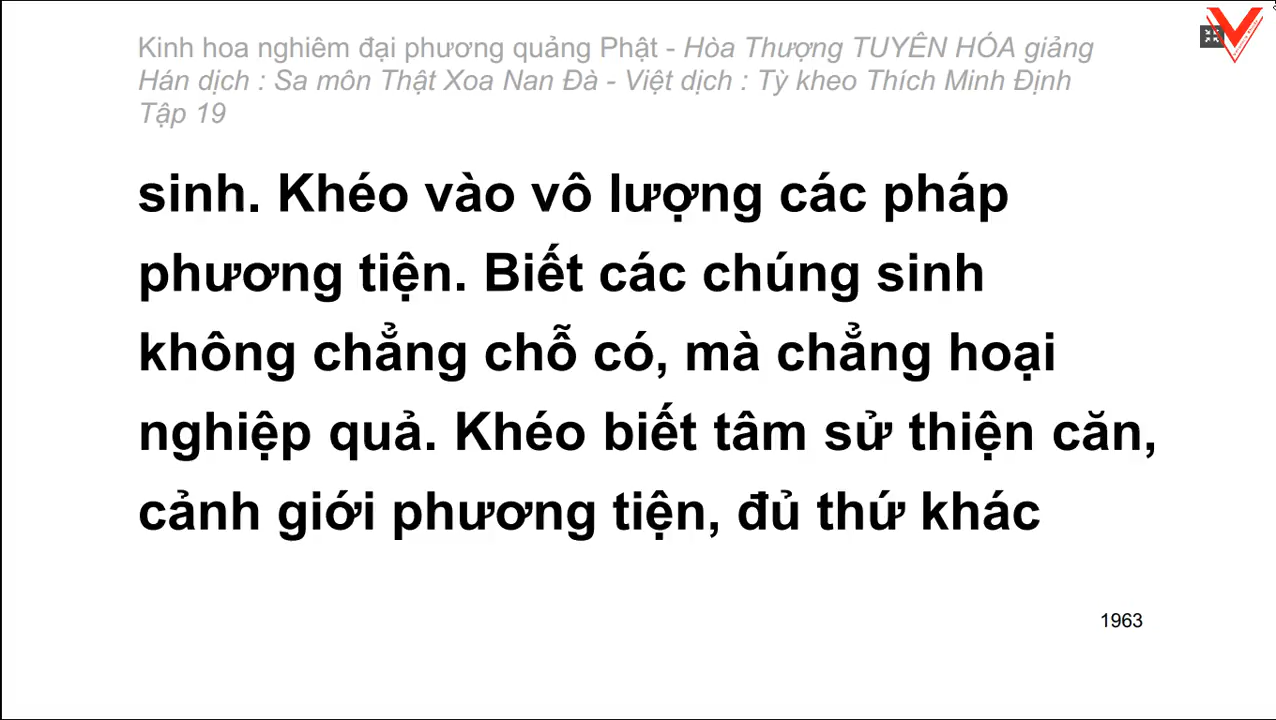 Kinh hoa nghiêm đại phương quảng Phật - Hòa Thượng TUYÊN HÓA giảng
Hán dịch : Sa môn Thật Xoa Nan Đà - Việt dịch : Tỳ kheo Thích Minh Định
Tập 19
sinh. Khéo vào vô lượng các pháp
phương tiện. Biết các chúng sinh
không chẳng chỗ có, mà chẳng hoại
nghiệp quả. Khéo biết tâm sử thiện căn,
cảnh giới phương tiện, đủ thứ khác
1963